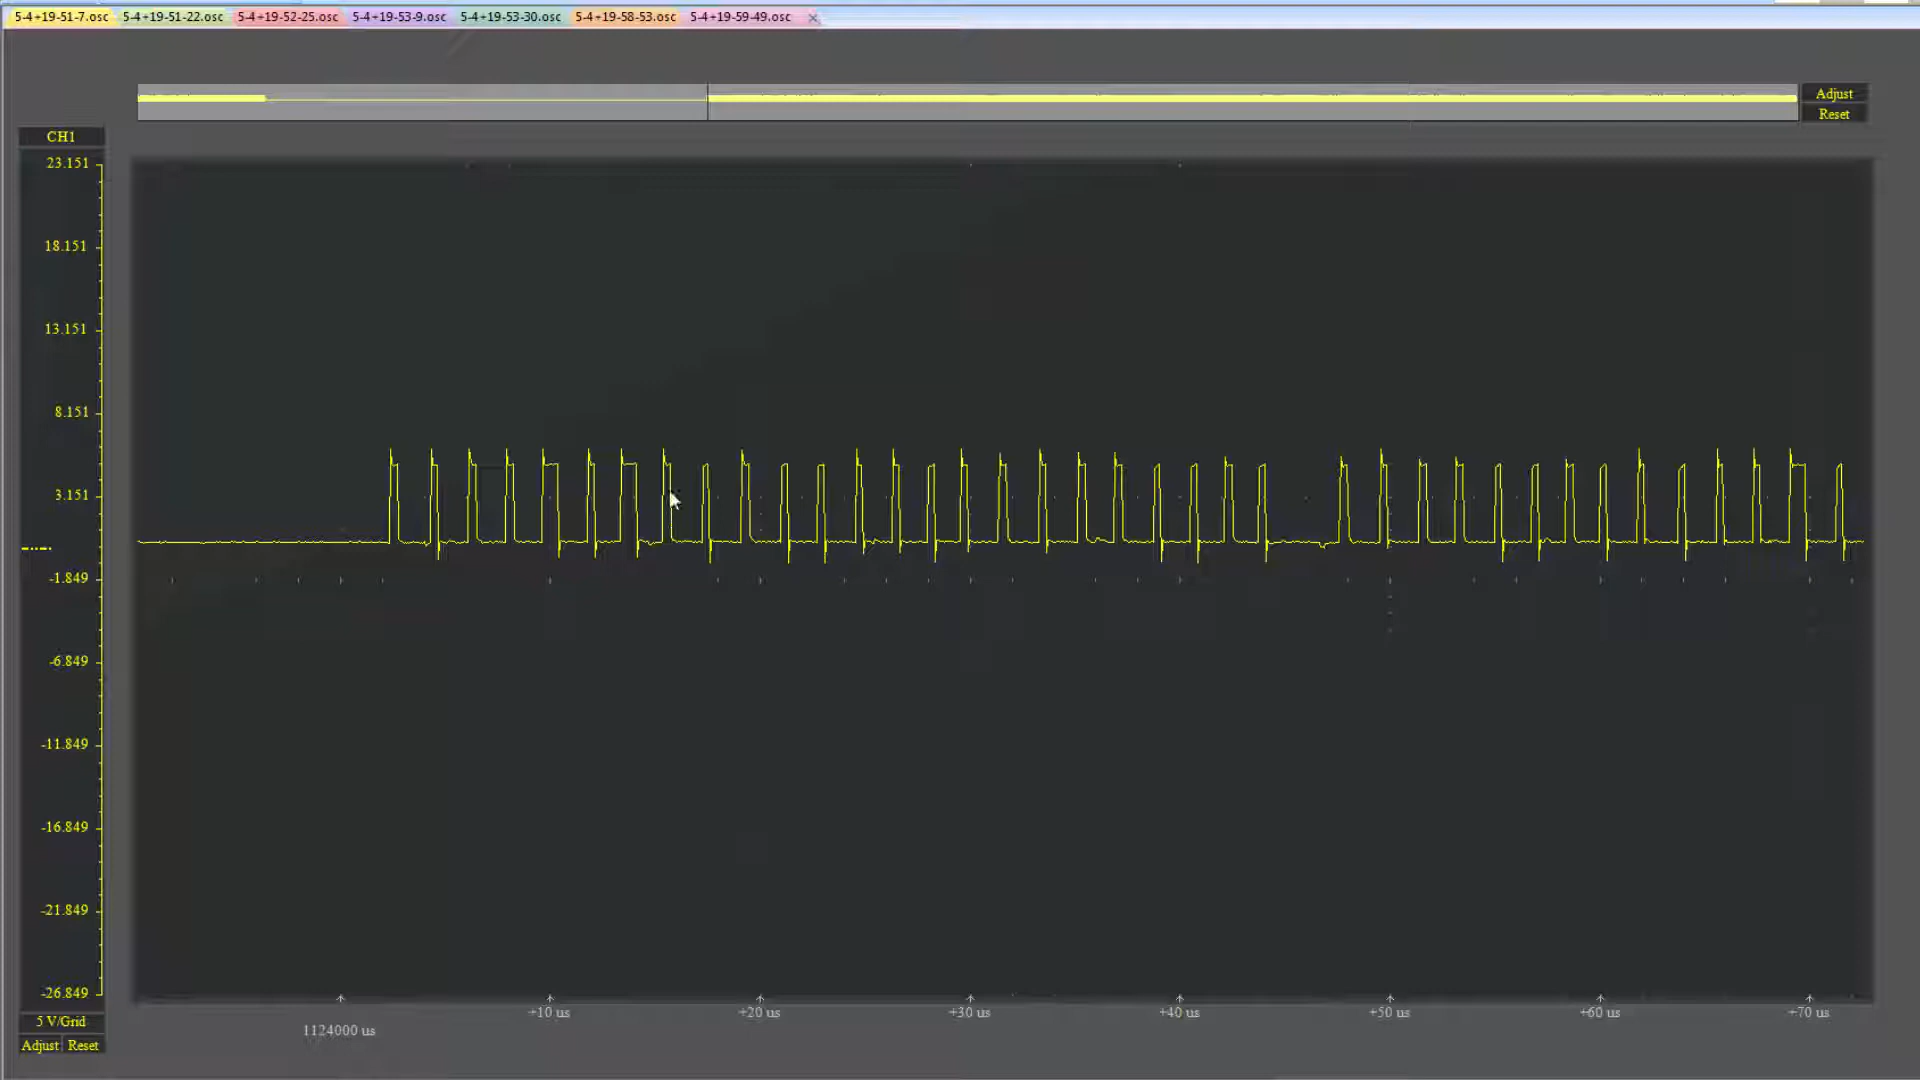 5-4+19-51-7.osc 5-4+19-51-22.osc 5-4+19-52-25.osc 5-4+19-53-9.osc 5-4+19-53-30.osc 5-4+19-58-53.osc 5-4+19-59-49.osc
Adjust
Reset
CH1
23.151
18.151
13.151
8.151
3.151
-1.849
-6.849
-11.849
-16.849
-21.849
-26.849
+10 us +20 us +30 us +40 us +50 us +60 us +70 us
5 V/Grid
1124000 us
Adjust Reset